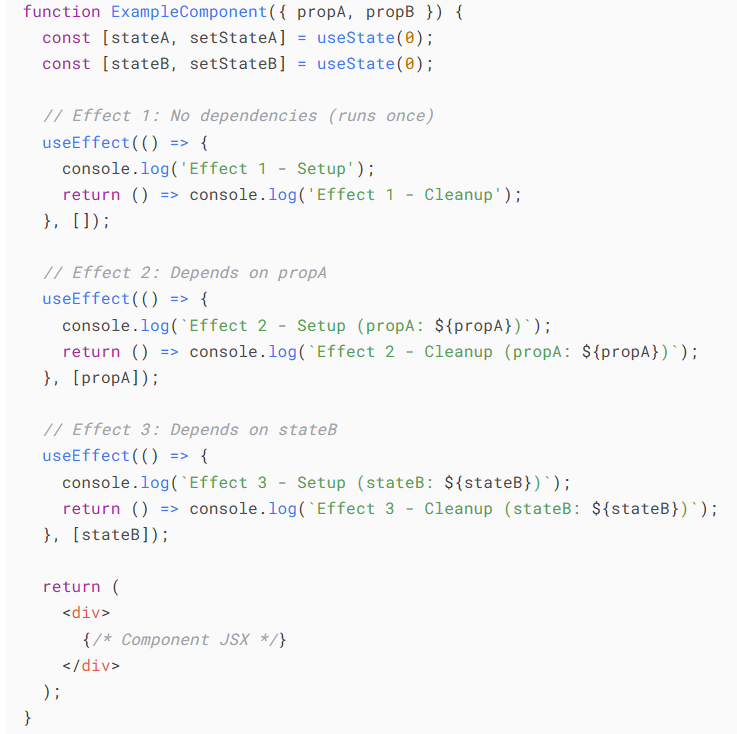 function ExampleComponent({ propA, propB }) {
  const [stateA, setStateA] = useState(0);
  const [stateB, setStateB] = useState(0);

  // Effect 1: No dependencies (runs once)
  useEffect(() => {
    console.log('Effect 1 - Setup');
    return () => console.log('Effect 1 - Cleanup');
  }, []);

  // Effect 2: Depends on propA
  useEffect(() => {
    console.log(`Effect 2 - Setup (propA: ${propA})`);
    return () => console.log(`Effect 2 - Cleanup (propA: ${propA})`);
  }, [propA]);

  // Effect 3: Depends on stateB
  useEffect(() => {
    console.log(`Effect 3 - Setup (stateB: ${stateB})`);
    return () => console.log(`Effect 3 - Cleanup (stateB: ${stateB})`);
  }, [stateB]);

  return (
    <div>
      {/* Component JSX */}
    </div>
  );
}